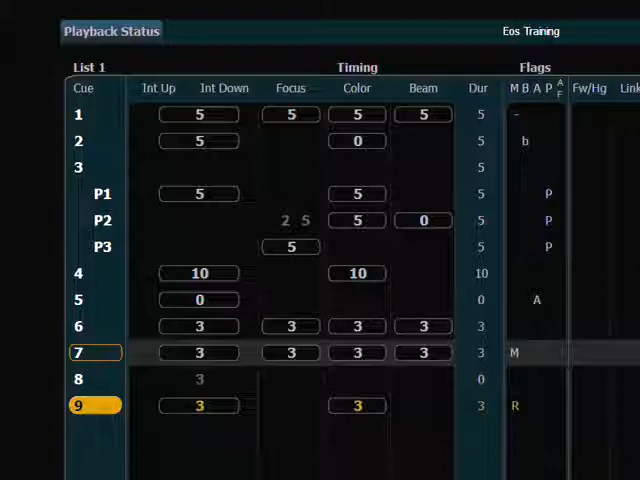 Playback Status Eos Training
List 1 Timing Flags
Cue Int Up Int Down Focus Color Beam Dur M B A P AF Fw/Hg Link
1 5 5 5 5 5 -
2 5 0 5 b
3 5
P1 5 5 5 P
P2 2 5 5 0 5 P
P3 5 5 P
4 10 10 10
5 0 0 A
6 3 3 3 3 3
7 3 3 3 3 3 M
8 3 0
9 3 3 3 R